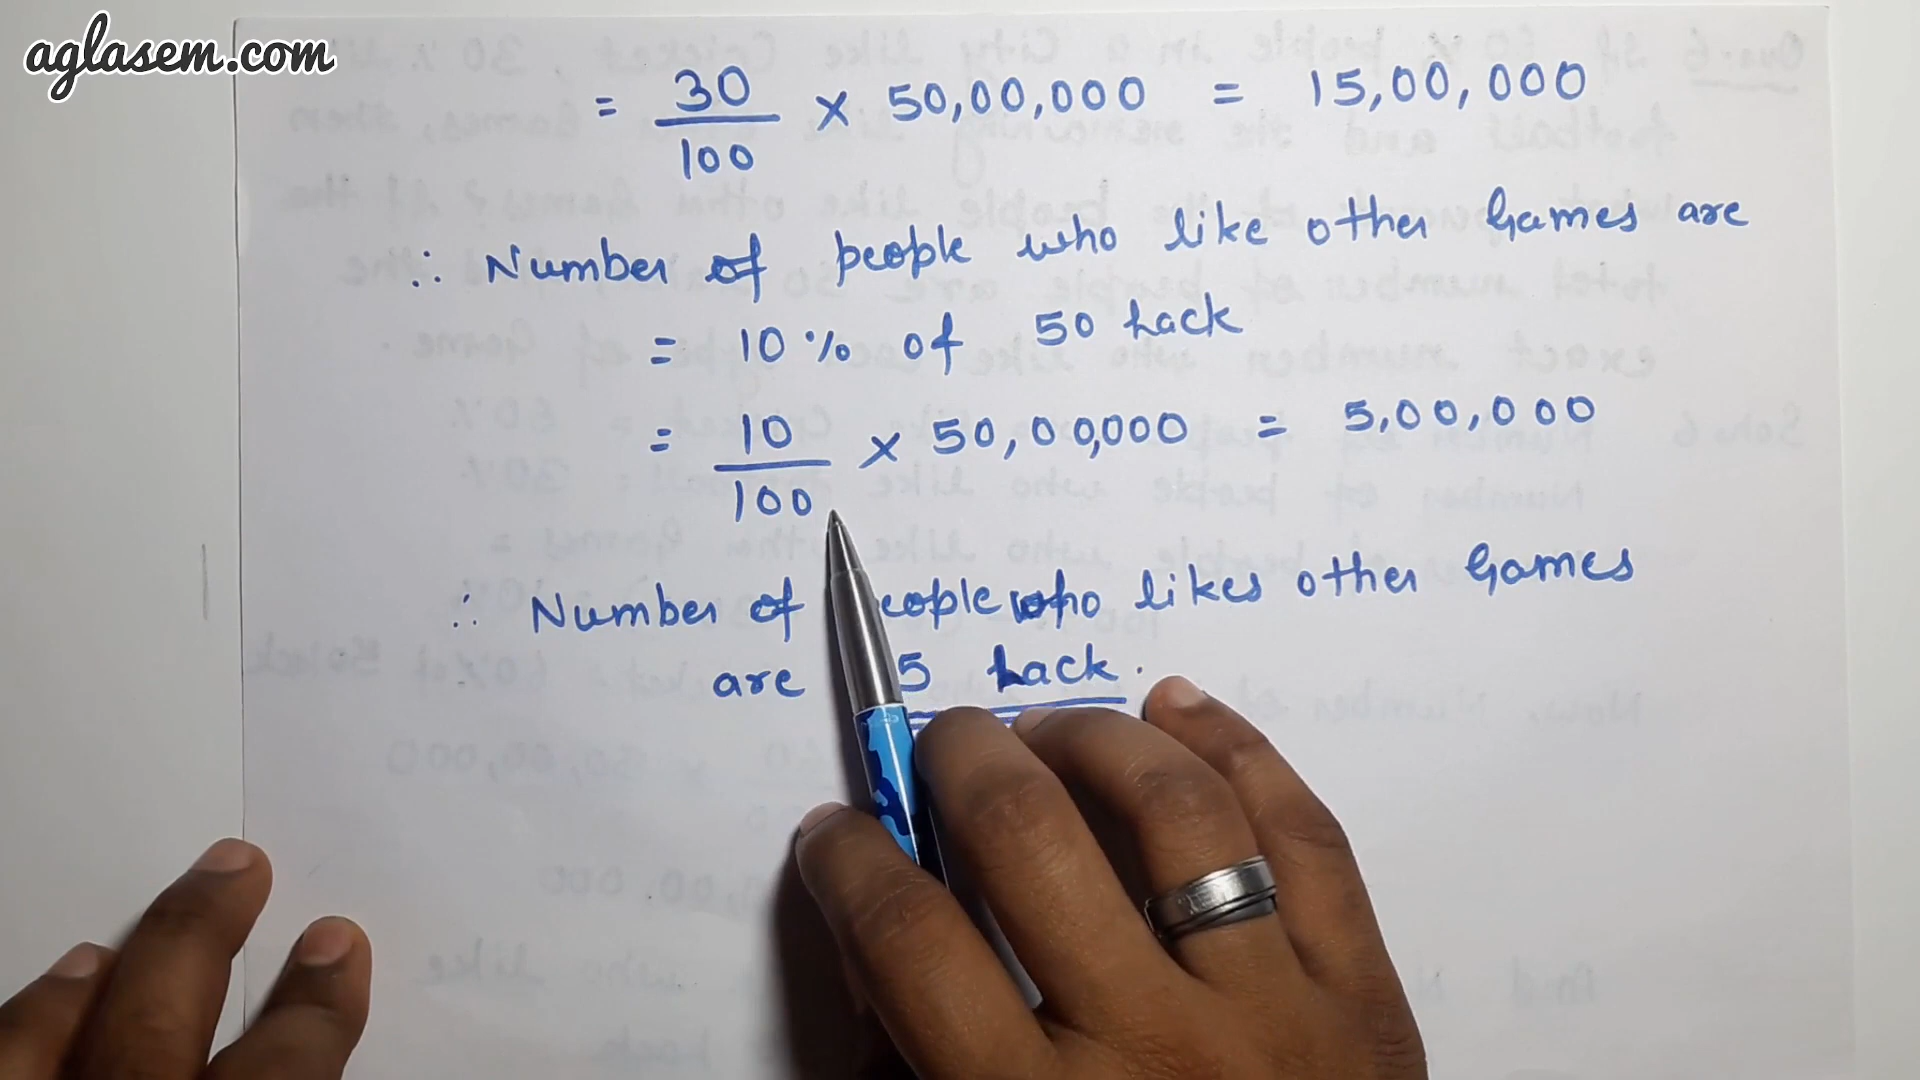 aglasem.com
= 30/100 × 50,00,000 = 15,00,000
∴ Number of people who like other Games are
= 10% of 50 Lack
= 10/100 × 50,00,000 = 5,00,000
∴ Number of people who likes other Games
are 5 Lack.